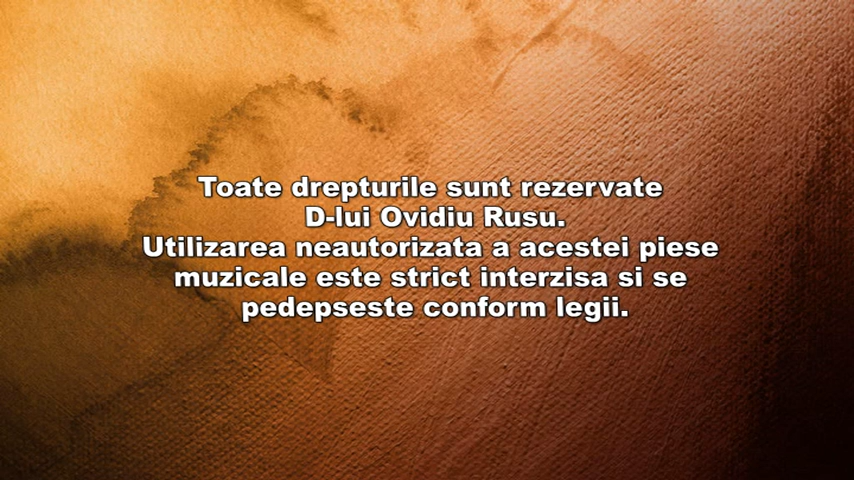 Toate drepturile sunt rezervate
D-lui Ovidiu Rusu.
Utilizarea neautorizata a acestei piese
muzicale este strict interzisa si se
pedepseste conform legii.